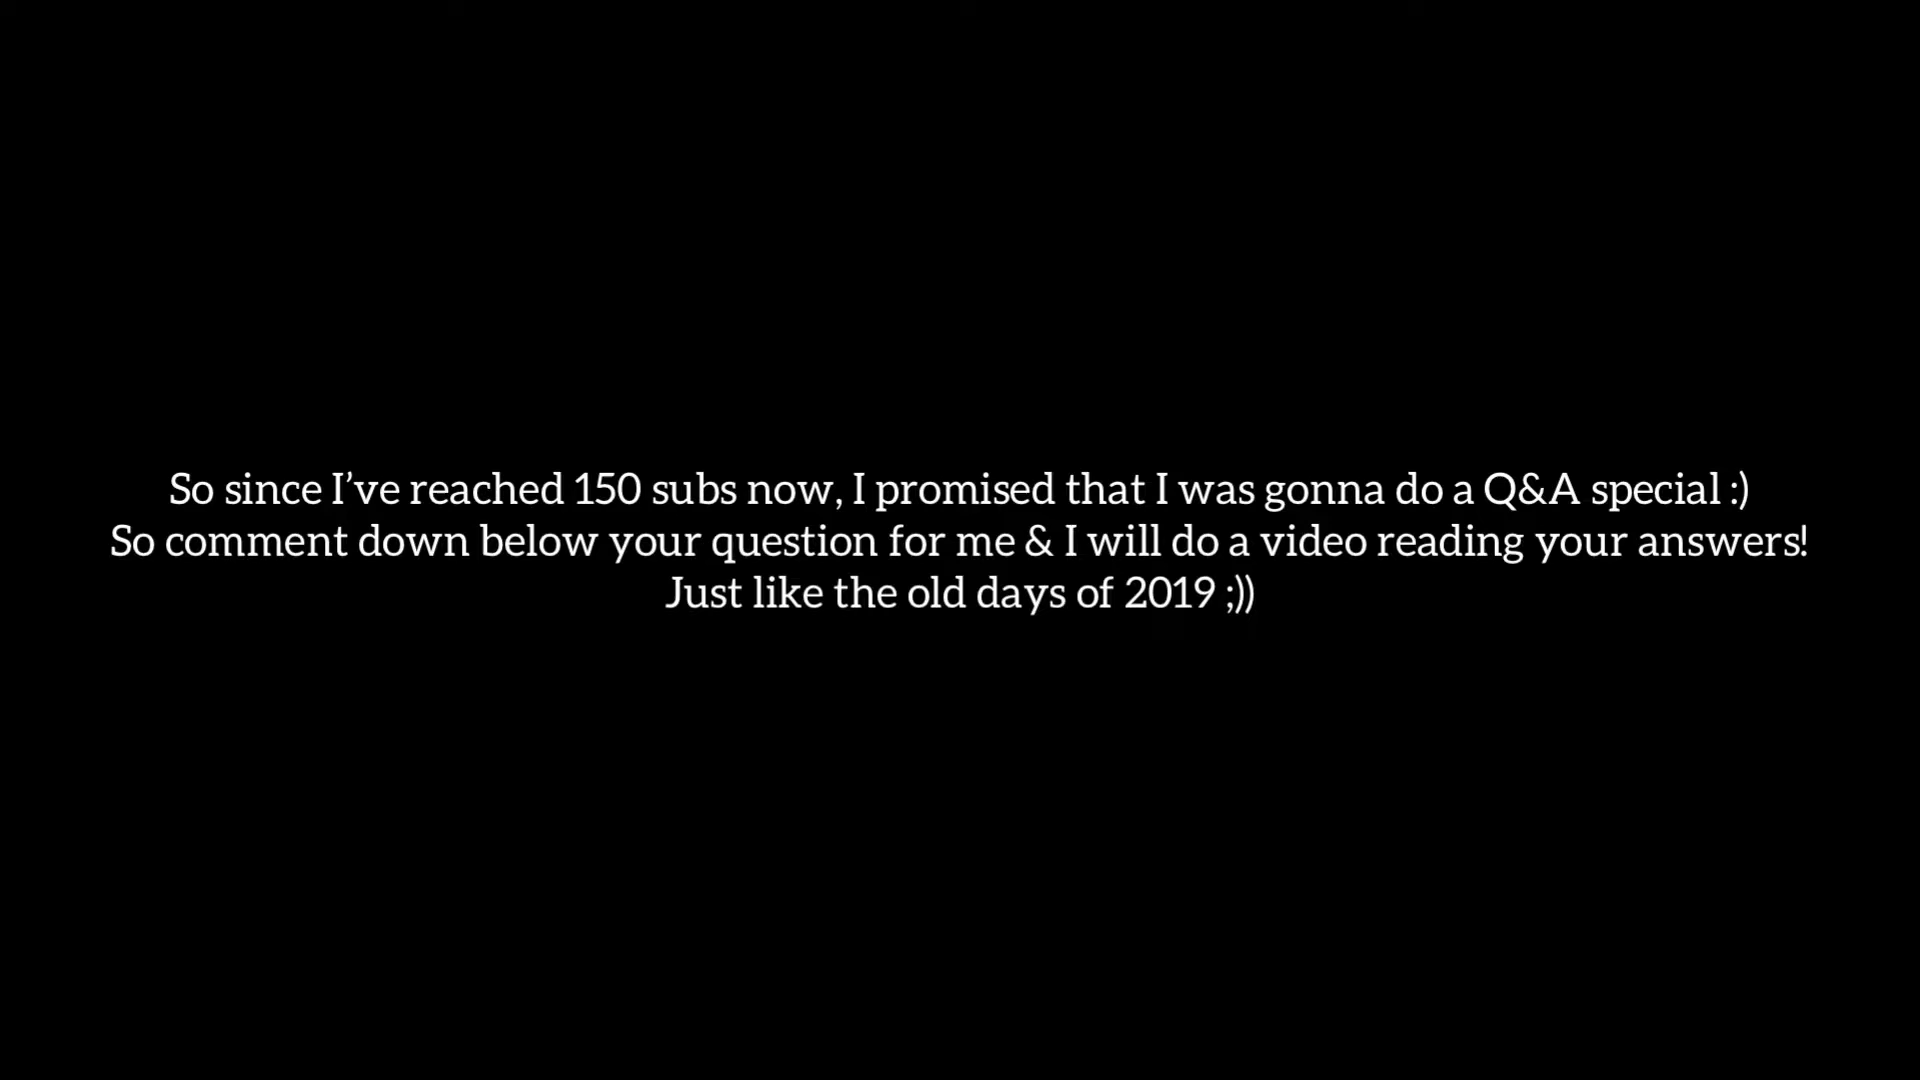 So since I’ve reached 150 subs now, I promised that I was gonna do a Q&A special :)
So comment down below your question for me & I will do a video reading your answers!
Just like the old days of 2019 ;))